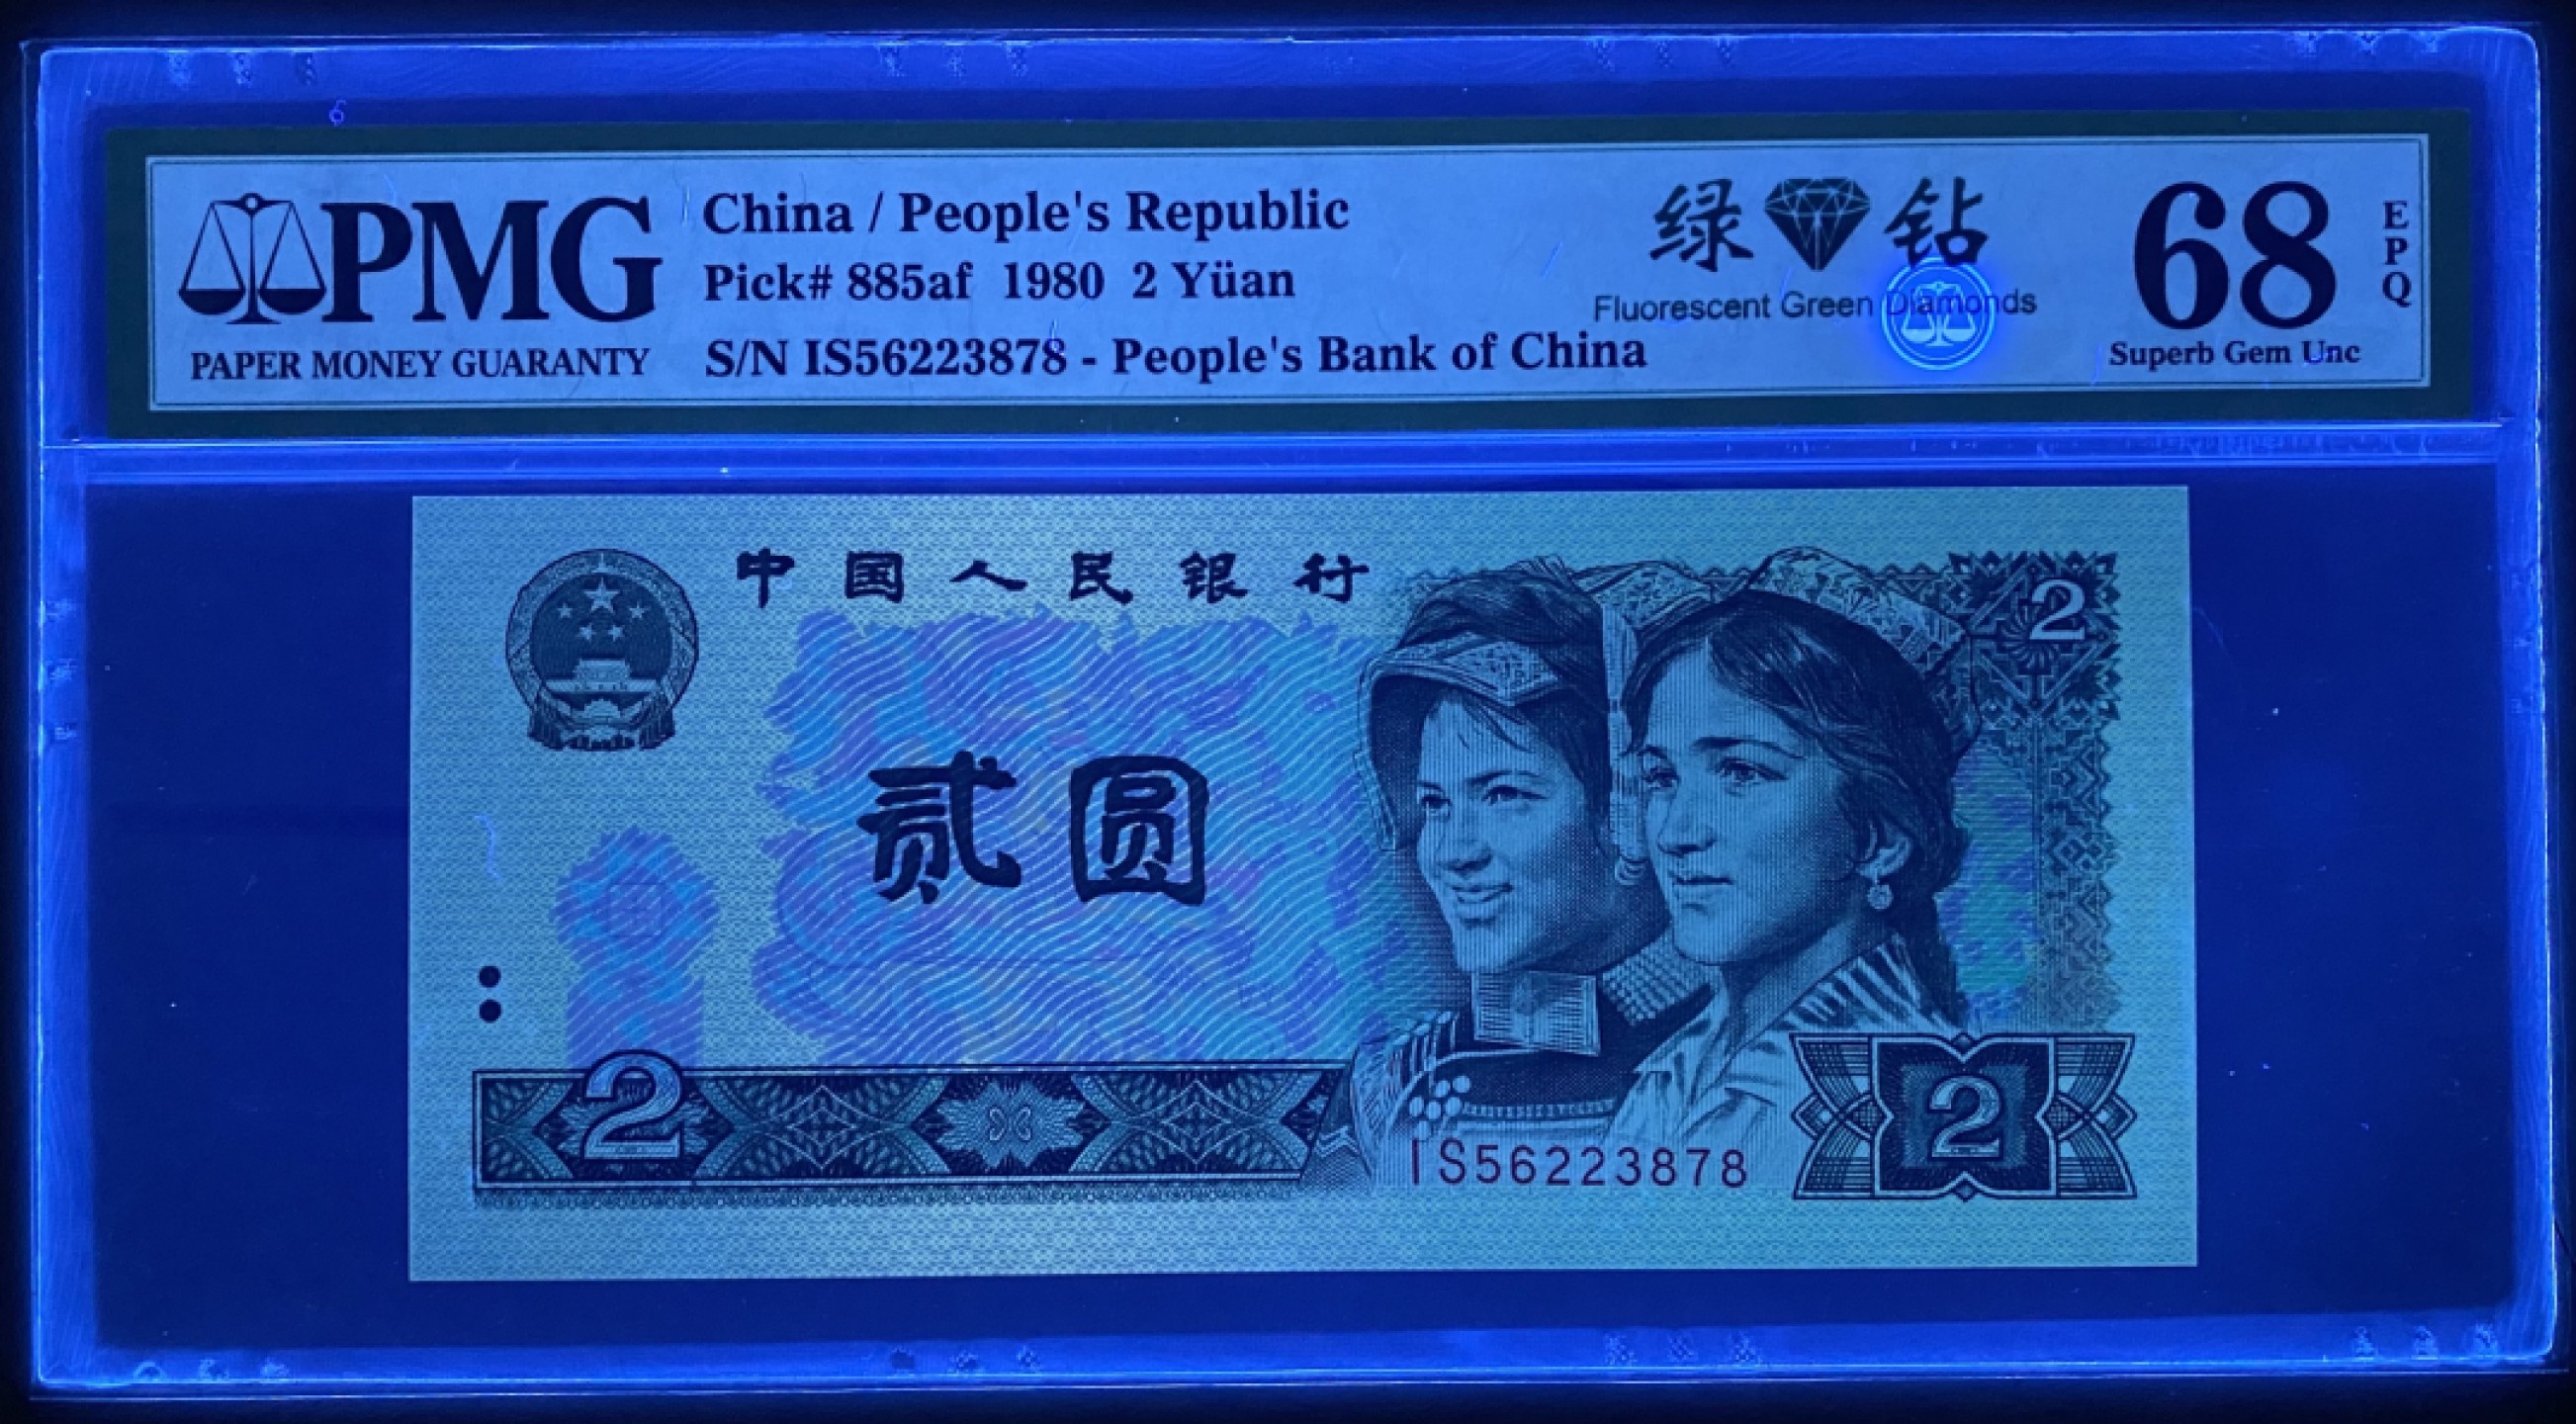 PMG
PAPER MONEY GUARANTY
China / People's Republic
Pick# 885af 1980 2 Yüan
S/N IS56223878 - People's Bank of China
绿钻
Fluorescent Green Diamonds
68
EPQ
Superb Gem Unc
中国人民银行
2
贰圆
2
2
IS56223878